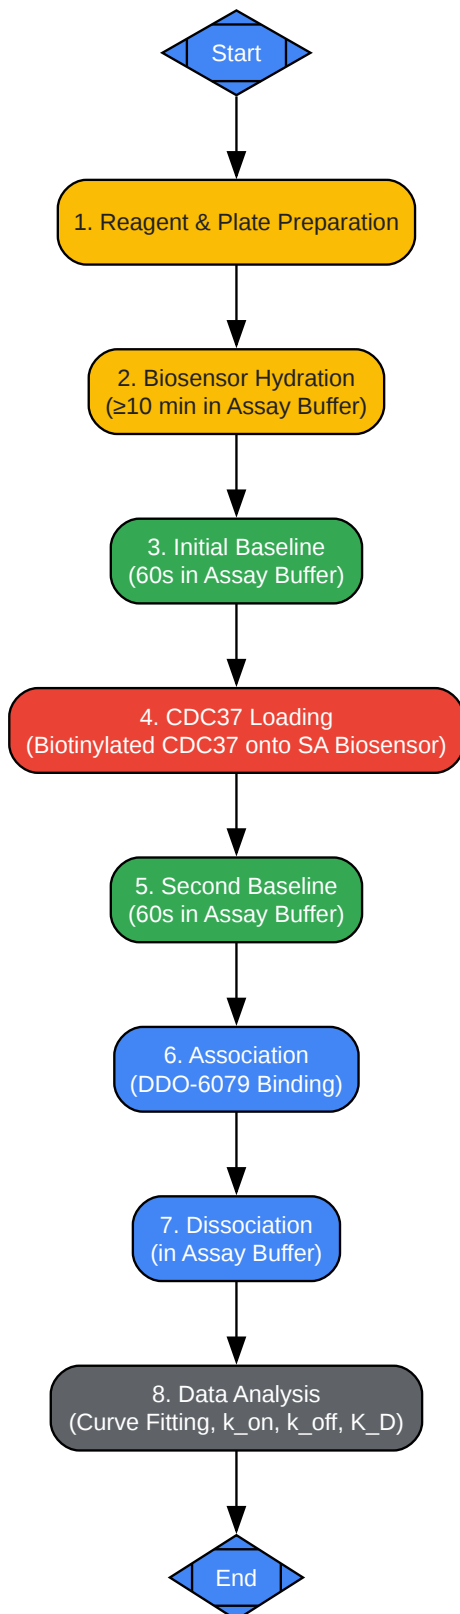 Start
1. Reagent & Plate Preparation
2. Biosensor Hydration
(≥10 min in Assay Buffer)
3. Initial Baseline
(60s in Assay Buffer)
4. CDC37 Loading
(Biotinylated CDC37 onto SA Biosensor)
5. Second Baseline
(60s in Assay Buffer)
6. Association
(DDO-6079 Binding)
7. Dissociation
(in Assay Buffer)
8. Data Analysis
(Curve Fitting, k_on, k_off, K_D)
End